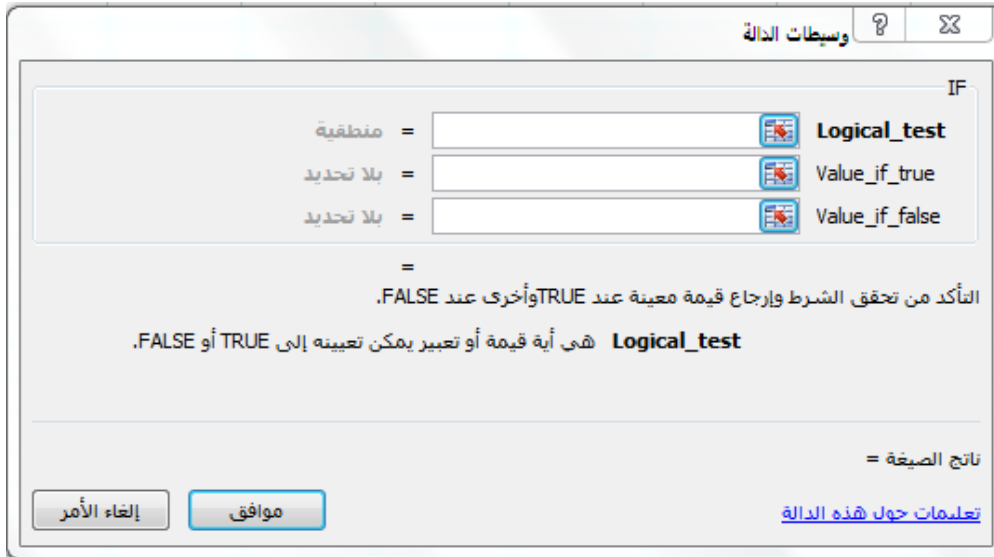 وسيطات الدالة
IF
Logical_test = منطقية
Value_if_true = بلا تحديد
Value_if_false = بلا تحديد
=
التأكد من تحقق الشرط وإرجاع قيمة معينة عند TRUEوأخرى عند FALSE.
Logical_test هي أية قيمة أو تعبير يمكن تعيينه إلى TRUE أو FALSE.
ناتج الصيغة =
تعليمات حول هذه الدالة
موافق
إلغاء الأمر